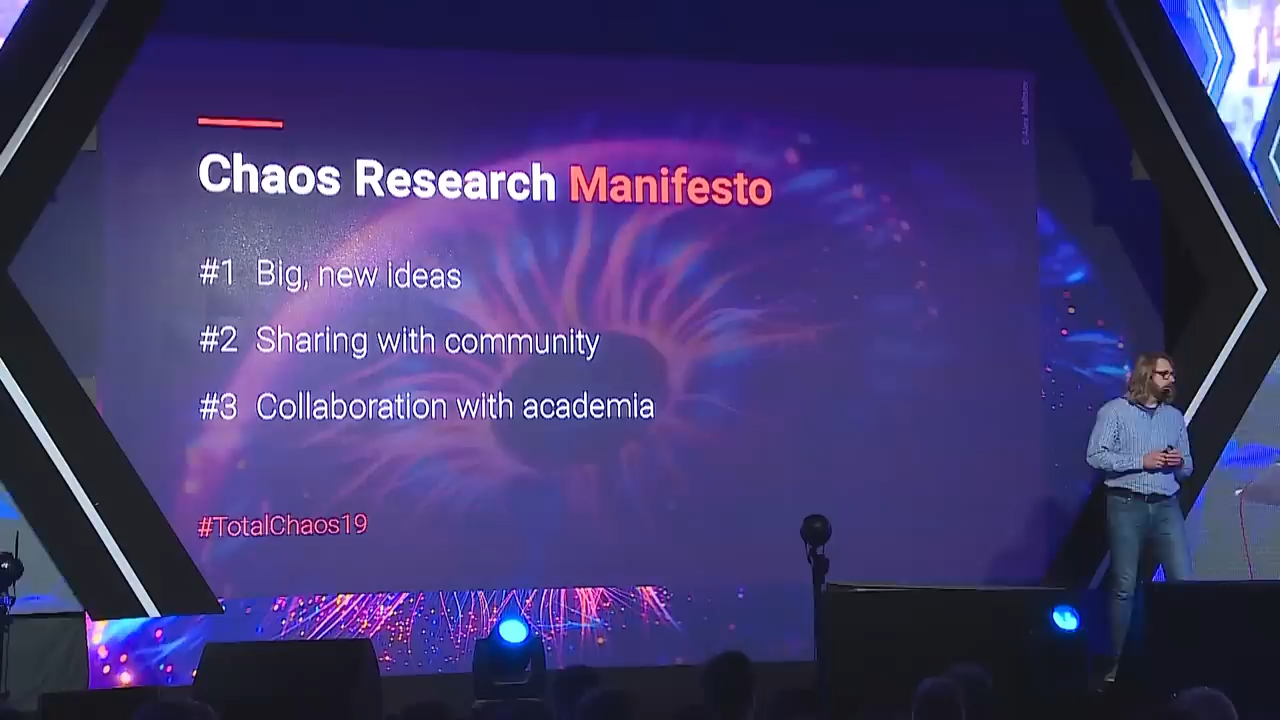 Chaos Research Manifesto
#1 Big, new ideas
#2 Sharing with community
#3 Collaboration with academia
#TotalChaos19